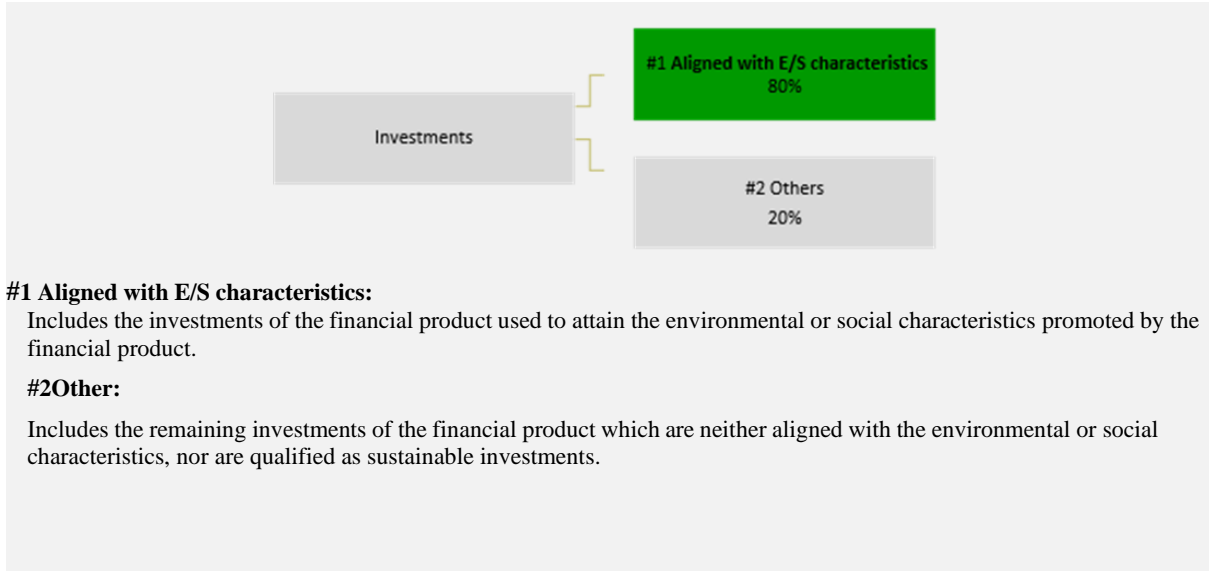 #1 Aligned with E/S characteristics
80%
Investments
#2 Others
20%
#1 Aligned with E/S characteristics:
Includes the investments of the financial product used to attain the environmental or social characteristics promoted by the
financial product.
#2Other:
Includes the remaining investments of the financial product which are neither aligned with the environmental or social
characteristics, nor are qualified as sustainable investments.